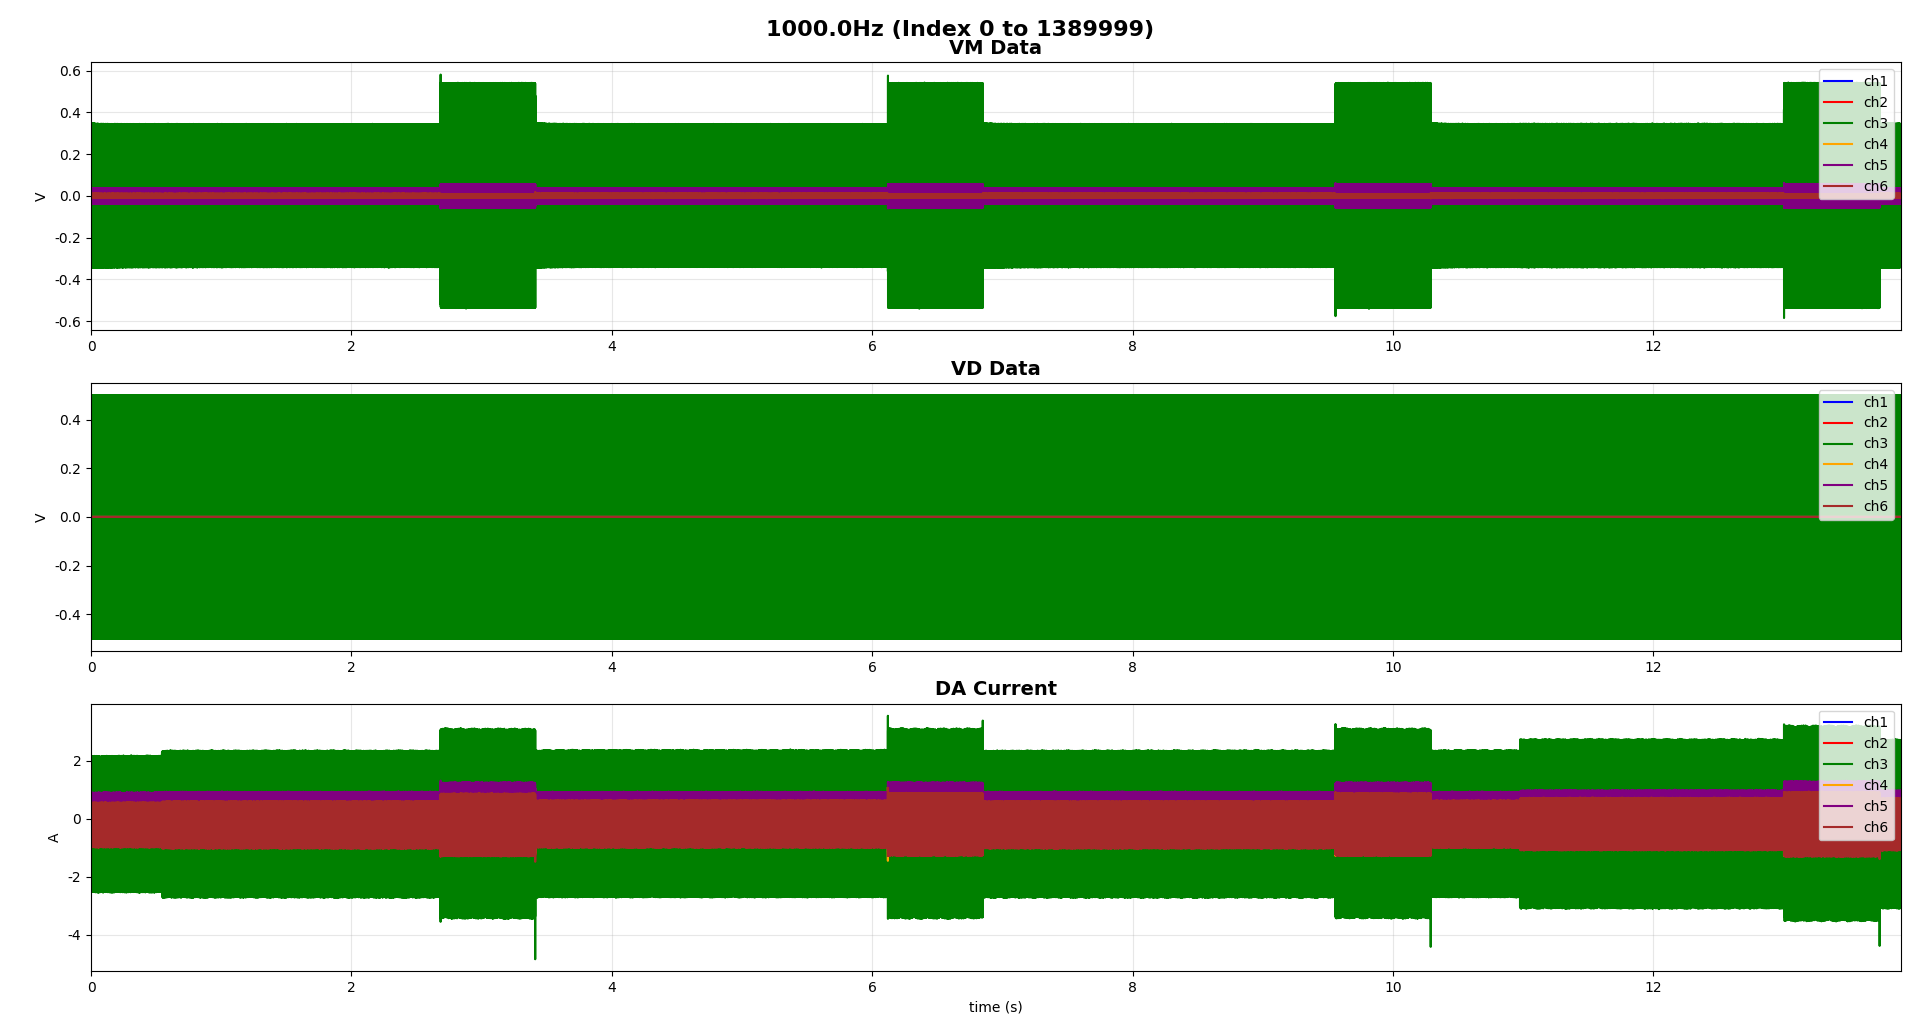 1000.0Hz (Index 0 to 1389999)
VM Data
0.6
0.4
0.2
0.0
-0.2
-0.4
-0.6
V
ch1
ch2
ch3
ch4
ch5
ch6
0 2 4 6 8 10 12
VD Data
0.4
0.2
0.0
-0.2
-0.4
V
ch1
ch2
ch3
ch4
ch5
ch6
0 2 4 6 8 10 12
DA Current
2
0
-2
-4
A
ch1
ch2
ch3
ch4
ch5
ch6
0 2 4 6 8 10 12
time (s)